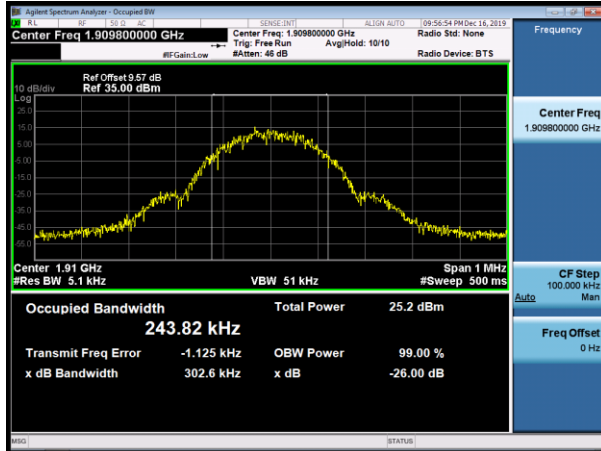 Agilent Spectrum Analyzer - Occupied BW
RL RF 50 Ω AC SENSE:INT ALIGN AUTO 09:56:54 PM Dec 16, 2019
Center Freq 1.909800000 GHz
Center Freq: 1.909800000 GHz
Radio Std: None
Trig: Free Run Avg|Hold: 10/10
#IFGain:Low #Atten: 46 dB Radio Device: BTS
Frequency
Ref Offset 9.57 dB
10 dB/div Ref 35.00 dBm
Log
25.0
15.0
5.00
-5.00
-15.0
-25.0
-35.0
-45.0
-55.0
Center 1.91 GHz Span 1 MHz
#Res BW 5.1 kHz VBW 51 kHz #Sweep 500 ms
Occupied Bandwidth Total Power 25.2 dBm
243.82 kHz
Transmit Freq Error -1.125 kHz OBW Power 99.00 %
x dB Bandwidth 302.6 kHz x dB -26.00 dB
Center Freq
1.909800000 GHz
CF Step
100.000 kHz
Auto Man
Freq Offset
0 Hz
MSG STATUS